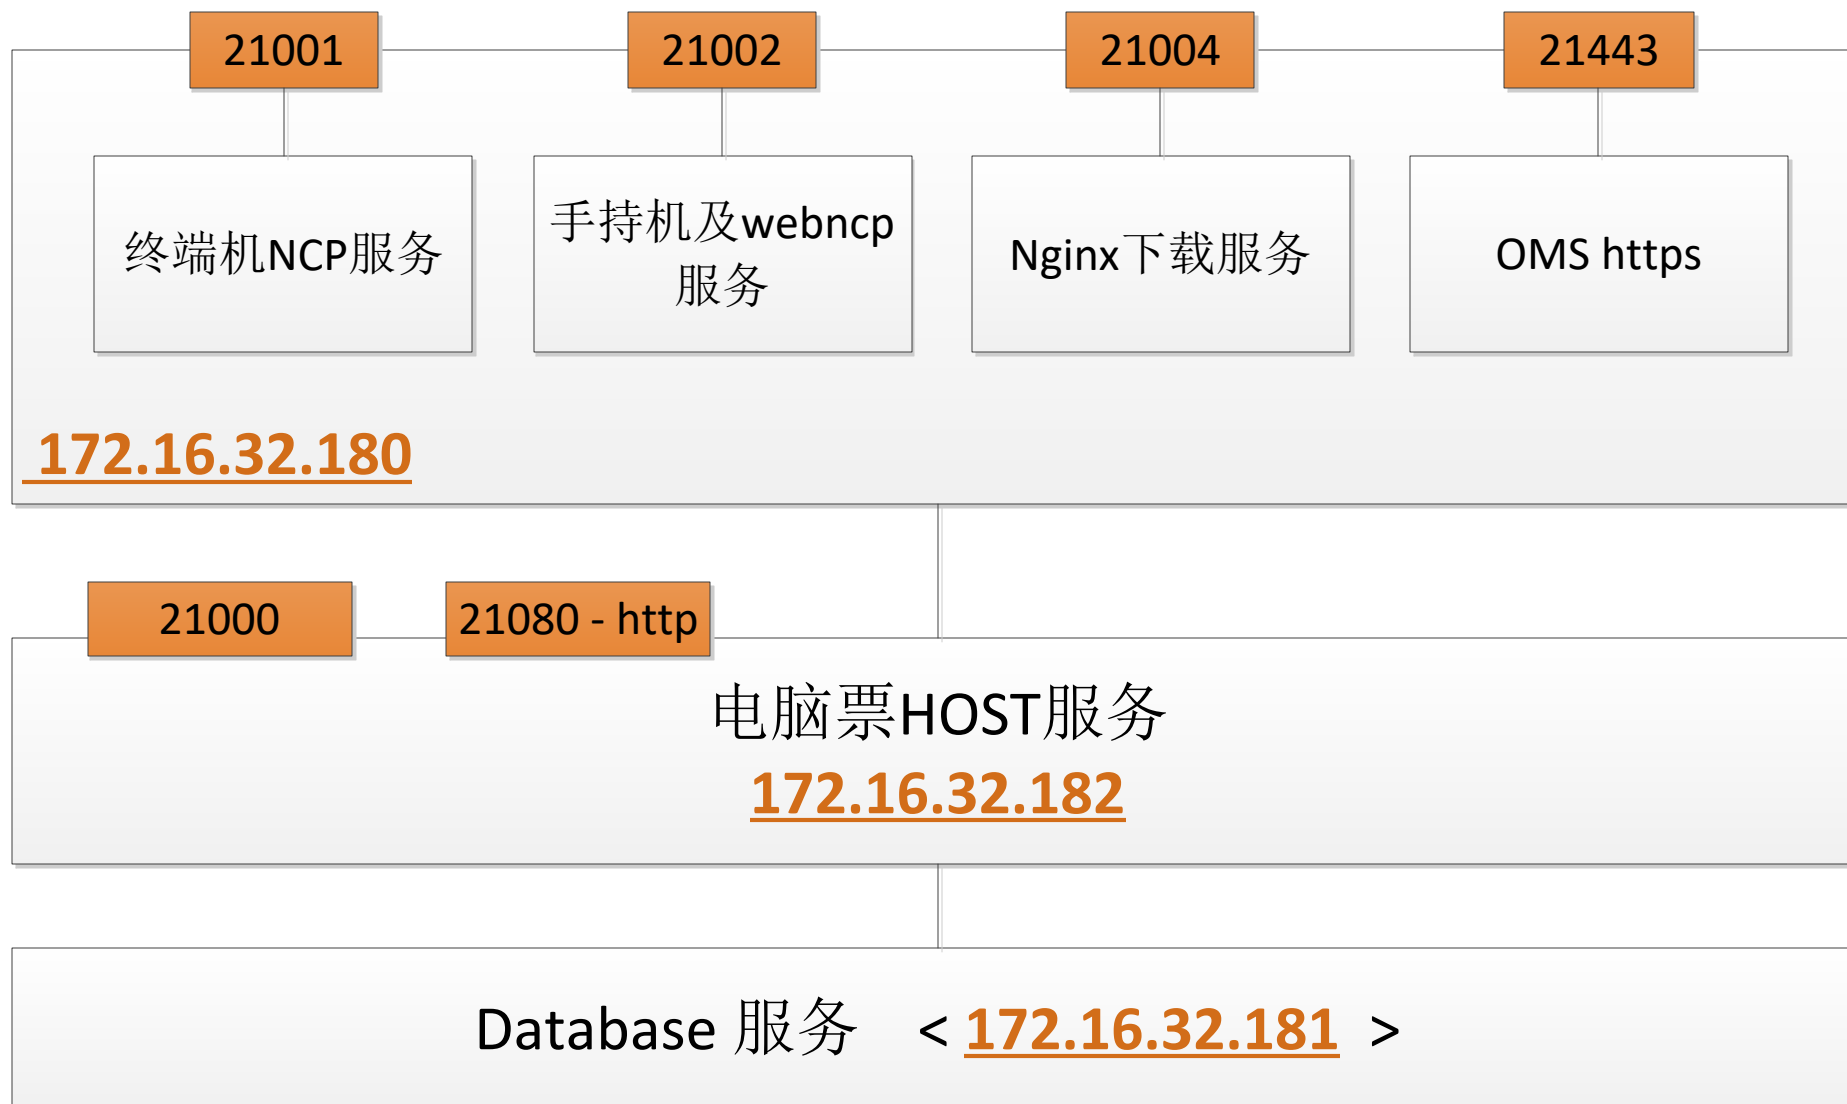 21001
21002
21004
21443
终端机NCP服务
手持机及webncp
服务
Nginx下载服务
OMS https
172.16.32.180
21000
21080 - http
电脑票HOST服务
172.16.32.182
Database 服务 < 172.16.32.181 >